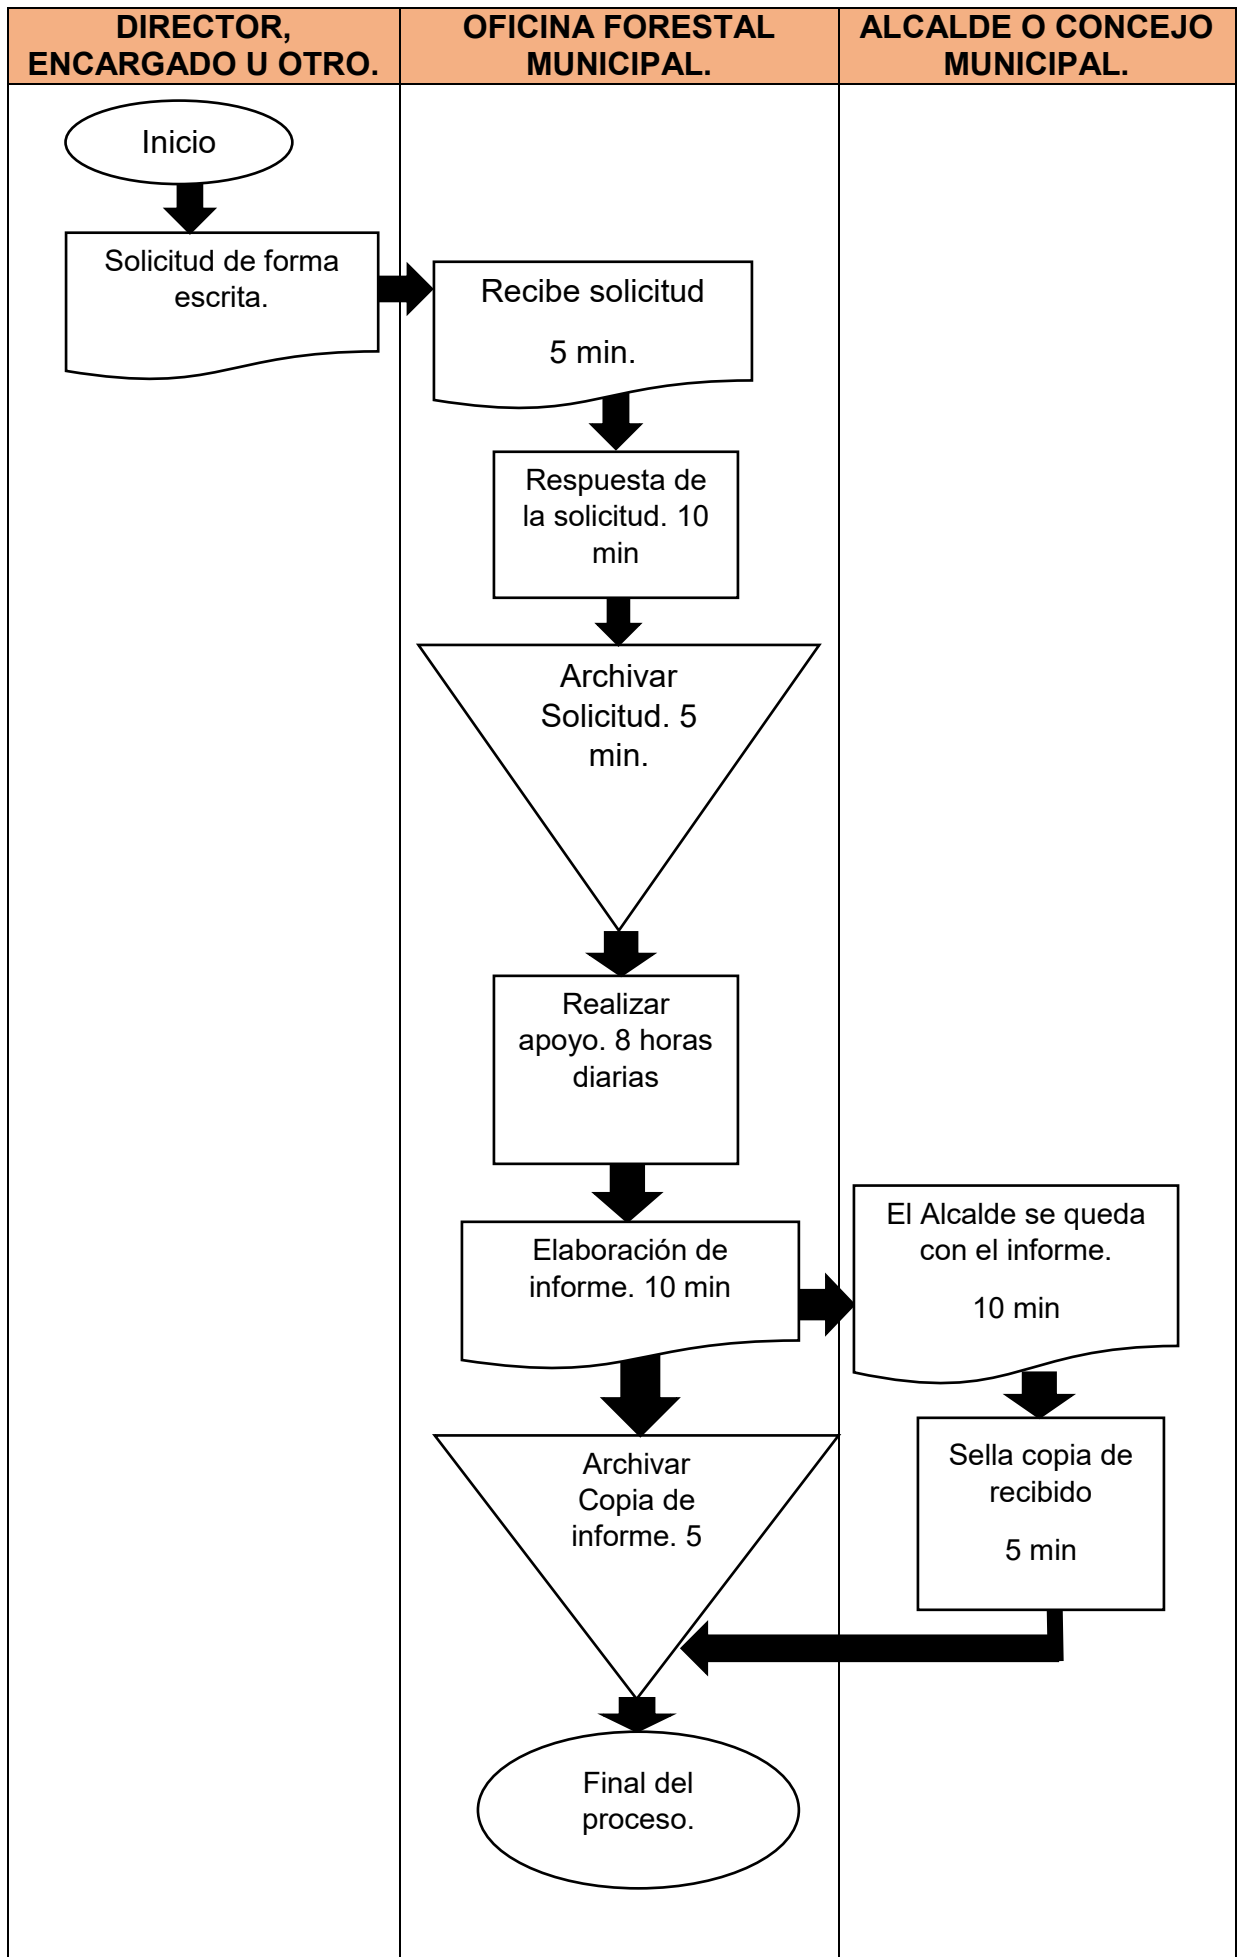 DIRECTOR,
ENCARGADO U OTRO.
OFICINA FORESTAL
MUNICIPAL.
ALCALDE O CONCEJO
MUNICIPAL.
Inicio
Solicitud de forma
escrita.
Recibe solicitud
5 min.
Respuesta de
la solicitud. 10
min
Archivar
Solicitud. 5
min.
Realizar
apoyo. 8 horas
diarias
Elaboración de
informe. 10 min
El Alcalde se queda
con el informe.
10 min
Archivar
Copia de
informe. 5
Sella copia de
recibido
5 min
Final del
proceso.